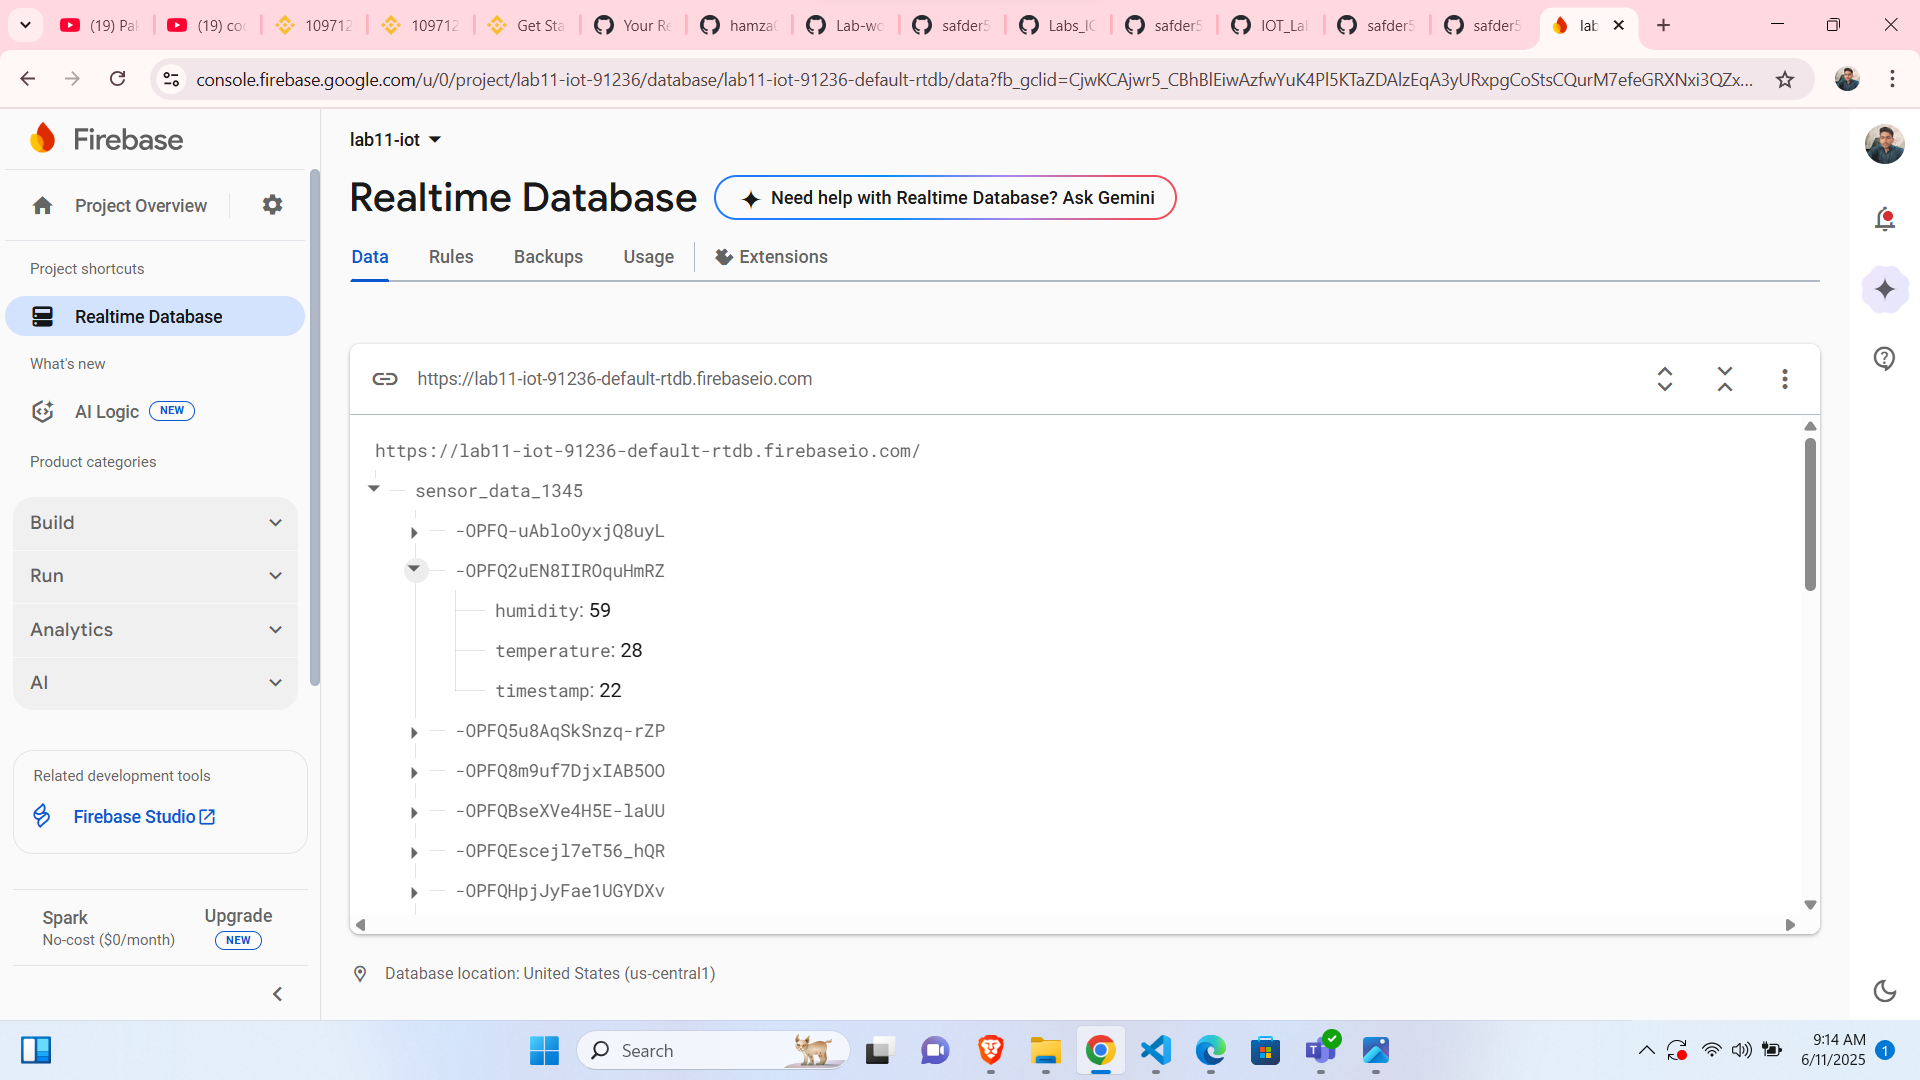 (19) Pa
(19) coc
109712
109712
Get Sta
Your Re
hamza
Lab-wo
safder5
Labs_IC
safder5
IOT_La
safder5
safder5
lab
console.firebase.google.com/u/0/project/lab11-iot-91236/database/lab11-iot-91236-default-rtdb/data?fb_gclid=CjwKCAjwr5_CBhBlEiwAzfwYuK4Pl5KTaZDAlzEqA3yURxpgCoStsCQurM7efeGRXNxi3QZx...
Firebase
Project Overview
Project shortcuts
Realtime Database
What's new
AI Logic NEW
Product categories
Build
Run
Analytics
AI
Related development tools
Firebase Studio
Spark
No-cost ($0/month)
Upgrade
NEW
lab11-iot
Realtime Database
Need help with Realtime Database? Ask Gemini
Data Rules Backups Usage Extensions
https://lab11-iot-91236-default-rtdb.firebaseio.com
https://lab11-iot-91236-default-rtdb.firebaseio.com/
sensor_data_1345
-OPFQ-uAbloOyxjQ8uyL
-OPFQ2uEN8IIROquHmRZ
humidity: 59
temperature: 28
timestamp: 22
-OPFQ5u8AqSkSnzq-rZP
-OPFQ8m9uf7DjxIAB5OO
-OPFQBseXVe4H5E-laUU
-OPFQEscejl7eT56_hQR
-OPFQHpjJyFae1UGYDXv
Database location: United States (us-central1)
Search
9:14 AM
6/11/2025
1